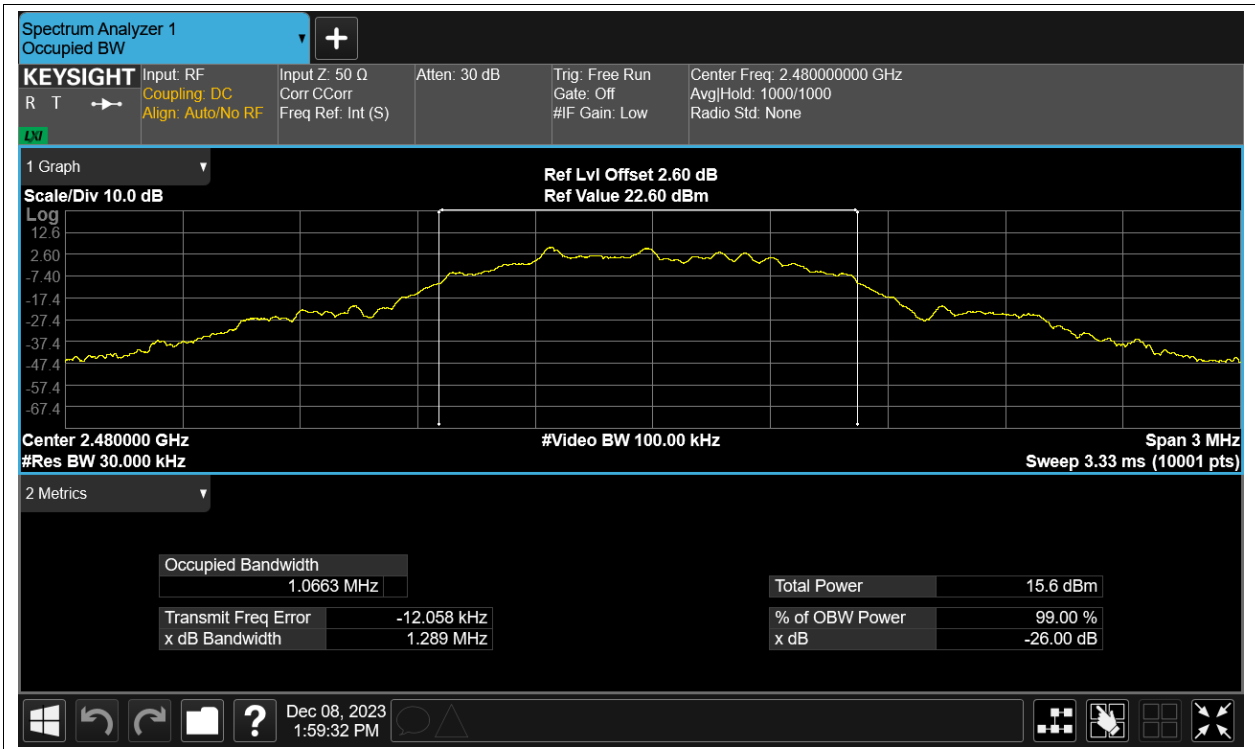 Spectrum Analyzer 1
Occupied BW
KEYSIGHT
R T
LXI
Input: RF
Coupling: DC
Align: Auto/No RF
Input Z: 50 Ω
Corr CCorr
Freq Ref: Int (S)
Atten: 30 dB
Trig: Free Run
Gate: Off
#IF Gain: Low
Center Freq: 2.480000000 GHz
Avg|Hold: 1000/1000
Radio Std: None
1 Graph
Scale/Div 10.0 dB
Ref Lvl Offset 2.60 dB
Ref Value 22.60 dBm
Log
12.6
2.60
-7.40
-17.4
-27.4
-37.4
-47.4
-57.4
-67.4
Center 2.480000 GHz
#Video BW 100.00 kHz
Span 3 MHz
#Res BW 30.000 kHz
Sweep 3.33 ms (10001 pts)
2 Metrics
Occupied Bandwidth
1.0663 MHz
Total Power 15.6 dBm
Transmit Freq Error -12.058 kHz
% of OBW Power 99.00 %
x dB Bandwidth 1.289 MHz
x dB -26.00 dB
?
Dec 08, 2023
1:59:32 PM